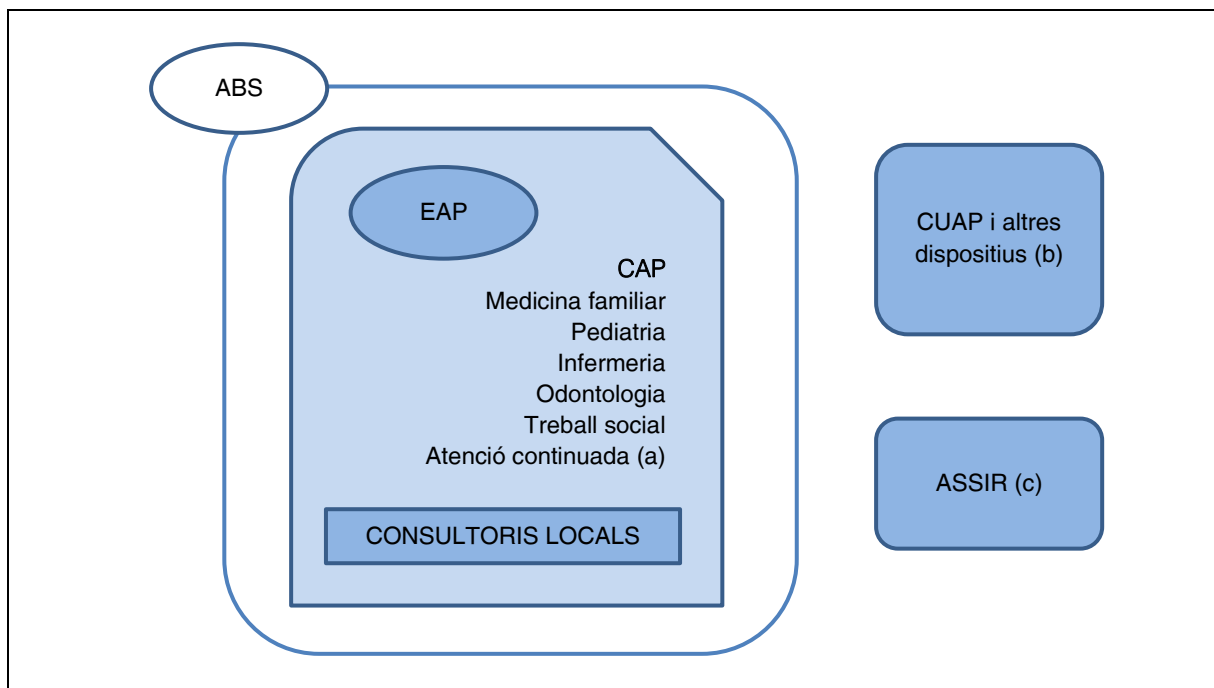 ABS
EAP
CAP
Medicina familiar
Pediatria
Infermeria
Odontologia
Treball social
Atenció continuada (a)
CONSULTORIS LOCALS
CUAP i altres
dispositius (b)
ASSIR (c)